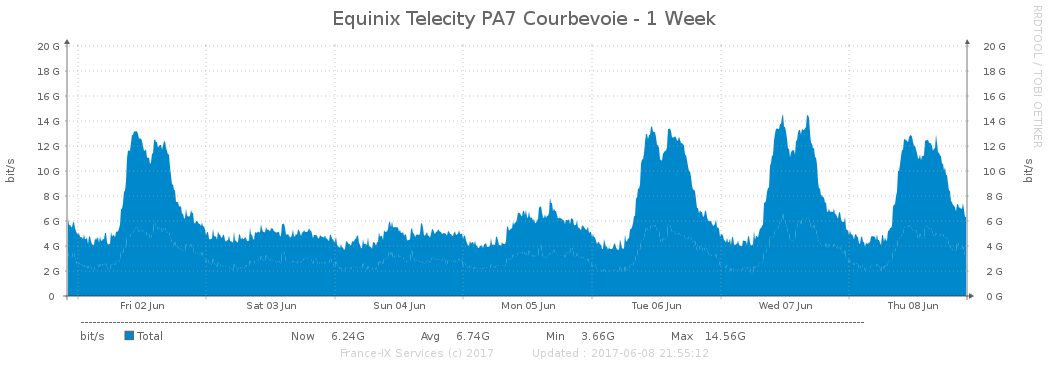 Equinix Telecity PA7 Courbevoie - 1 Week
RRDTOOL / TOBI OETIKER
bit/s
20 G 20 G
18 G 18 G
16 G 16 G
14 G 14 G
12 G 12 G
10 G 10 G
8 G 8 G
6 G 6 G
4 G 4 G
2 G 2 G
0 0 G
bit/s
Fri 02 Jun Sat 03 Jun Sun 04 Jun Mon 05 Jun Tue 06 Jun Wed 07 Jun Thu 08 Jun
bit/s Total Now 6.24G Avg 6.74G Min 3.66G Max 14.56G
France-IX Services (c) 2017 Updated : 2017-06-08 21:55:12